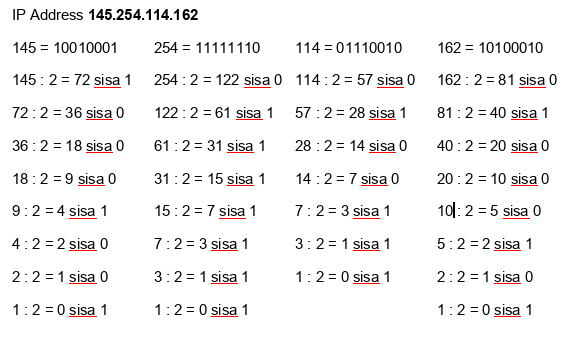 IP Address 145.254.114.162
145 = 10010001 254 = 11111110 114 = 01110010 162 = 10100010
145 : 2 = 72 sisa 1 254 : 2 = 122 sisa 0 114 : 2 = 57 sisa 0 162 : 2 = 81 sisa 0
72 : 2 = 36 sisa 0 122 : 2 = 61 sisa 1 57 : 2 = 28 sisa 1 81 : 2 = 40 sisa 1
36 : 2 = 18 sisa 0 61 : 2 = 31 sisa 1 28 : 2 = 14 sisa 0 40 : 2 = 20 sisa 0
18 : 2 = 9 sisa 0 31 : 2 = 15 sisa 1 14 : 2 = 7 sisa 0 20 : 2 = 10 sisa 0
9 : 2 = 4 sisa 1 15 : 2 = 7 sisa 1 7 : 2 = 3 sisa 1 10 : 2 = 5 sisa 0
4 : 2 = 2 sisa 0 7 : 2 = 3 sisa 1 3 : 2 = 1 sisa 1 5 : 2 = 2 sisa 1
2 : 2 = 1 sisa 0 3 : 2 = 1 sisa 1 1 : 2 = 0 sisa 1 2 : 2 = 1 sisa 0
1 : 2 = 0 sisa 1 1 : 2 = 0 sisa 1 1 : 2 = 0 sisa 1